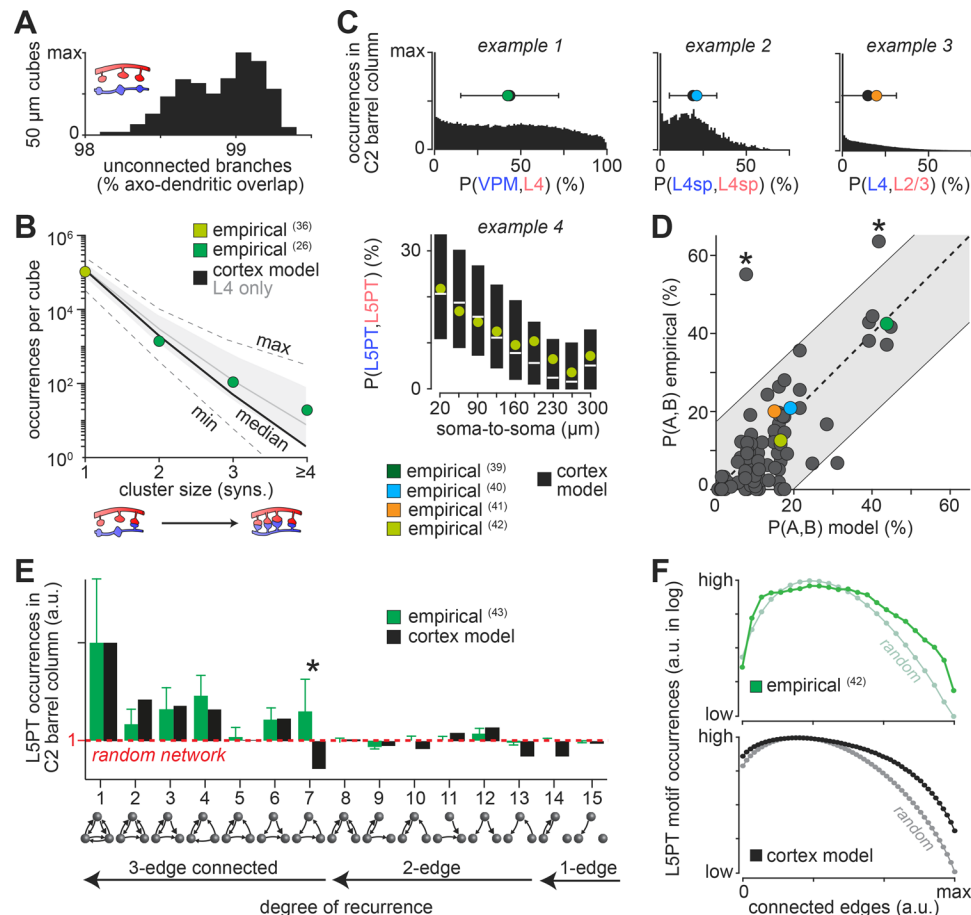 A
50 µm cubes
max
0
98
99
unconnected branches
(% axo-dendritic overlap)
B
occurrences per cube
10^6
10^4
10^2
10^0
empirical (36)
empirical (26)
cortex model
L4 only
max
median
min
1
2
3
≥4
cluster size (syns.)
C
occurrences in
C2 barrel column
max
0
example 1
0
50
100
P(VPM,L4) (%)
example 2
0
50
P(L4sp,L4sp) (%)
example 3
0
50
P(L4,L2/3) (%)
example 4
P(L5PT,L5PT) (%)
30
0
20
90
160
230
300
soma-to-soma (µm)
empirical (39)
empirical (40)
empirical (41)
empirical (42)
cortex
model
D
P(A,B) empirical (%)
60
40
20
0
0
20
40
60
P(A,B) model (%)
*
*
E
L5PT occurrences in
C2 barrel column (a.u.)
1
empirical (43)
cortex model
*
random network
1
2
3
4
5
6
7
8
9
10
11
12
13
14
15
3-edge connected
2-edge
1-edge
degree of recurrence
F
L5PT motif occurrences (a.u. in log)
high
low
random
empirical (42)
high
low
random
cortex model
0
max
connected edges (a.u.)